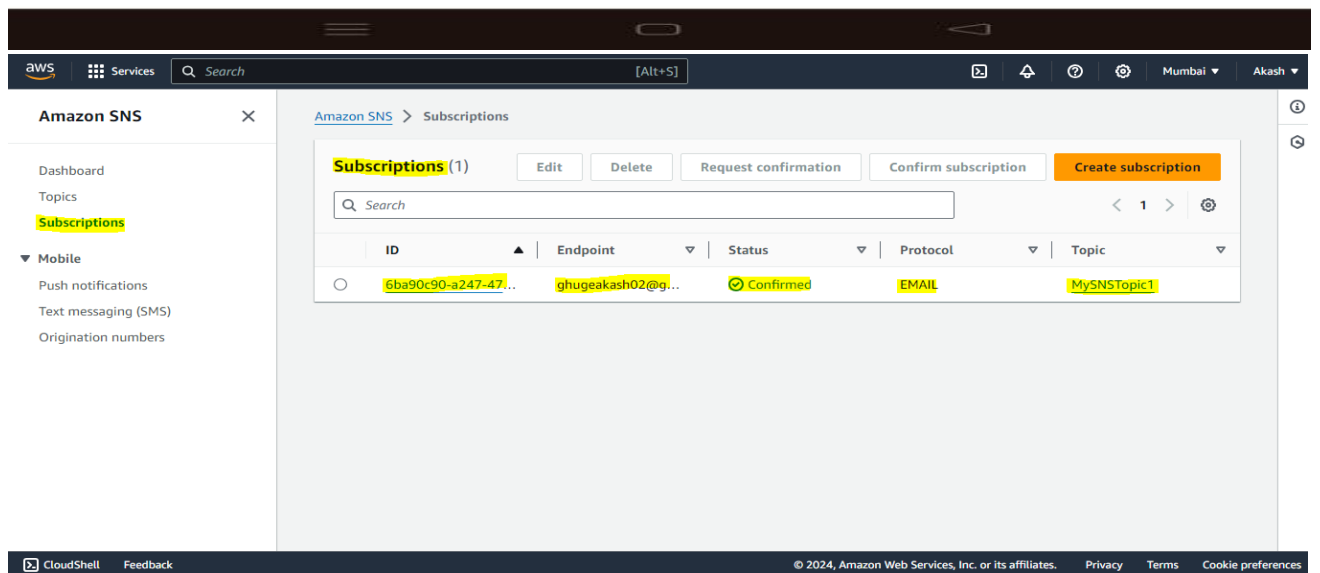 aws Services Search [Alt+S] Mumbai Akash
Amazon SNS
Dashboard
Topics
Subscriptions
Mobile
Push notifications
Text messaging (SMS)
Origination numbers
Amazon SNS > Subscriptions
Subscriptions (1) Edit Delete Request confirmation Confirm subscription Create subscription
Search 1
ID Endpoint Status Protocol Topic
6ba90c90-a247-47... ghugeakash02@g... Confirmed EMAIL MySNSTopic1
CloudShell Feedback © 2024, Amazon Web Services, Inc. or its affiliates. Privacy Terms Cookie preferences